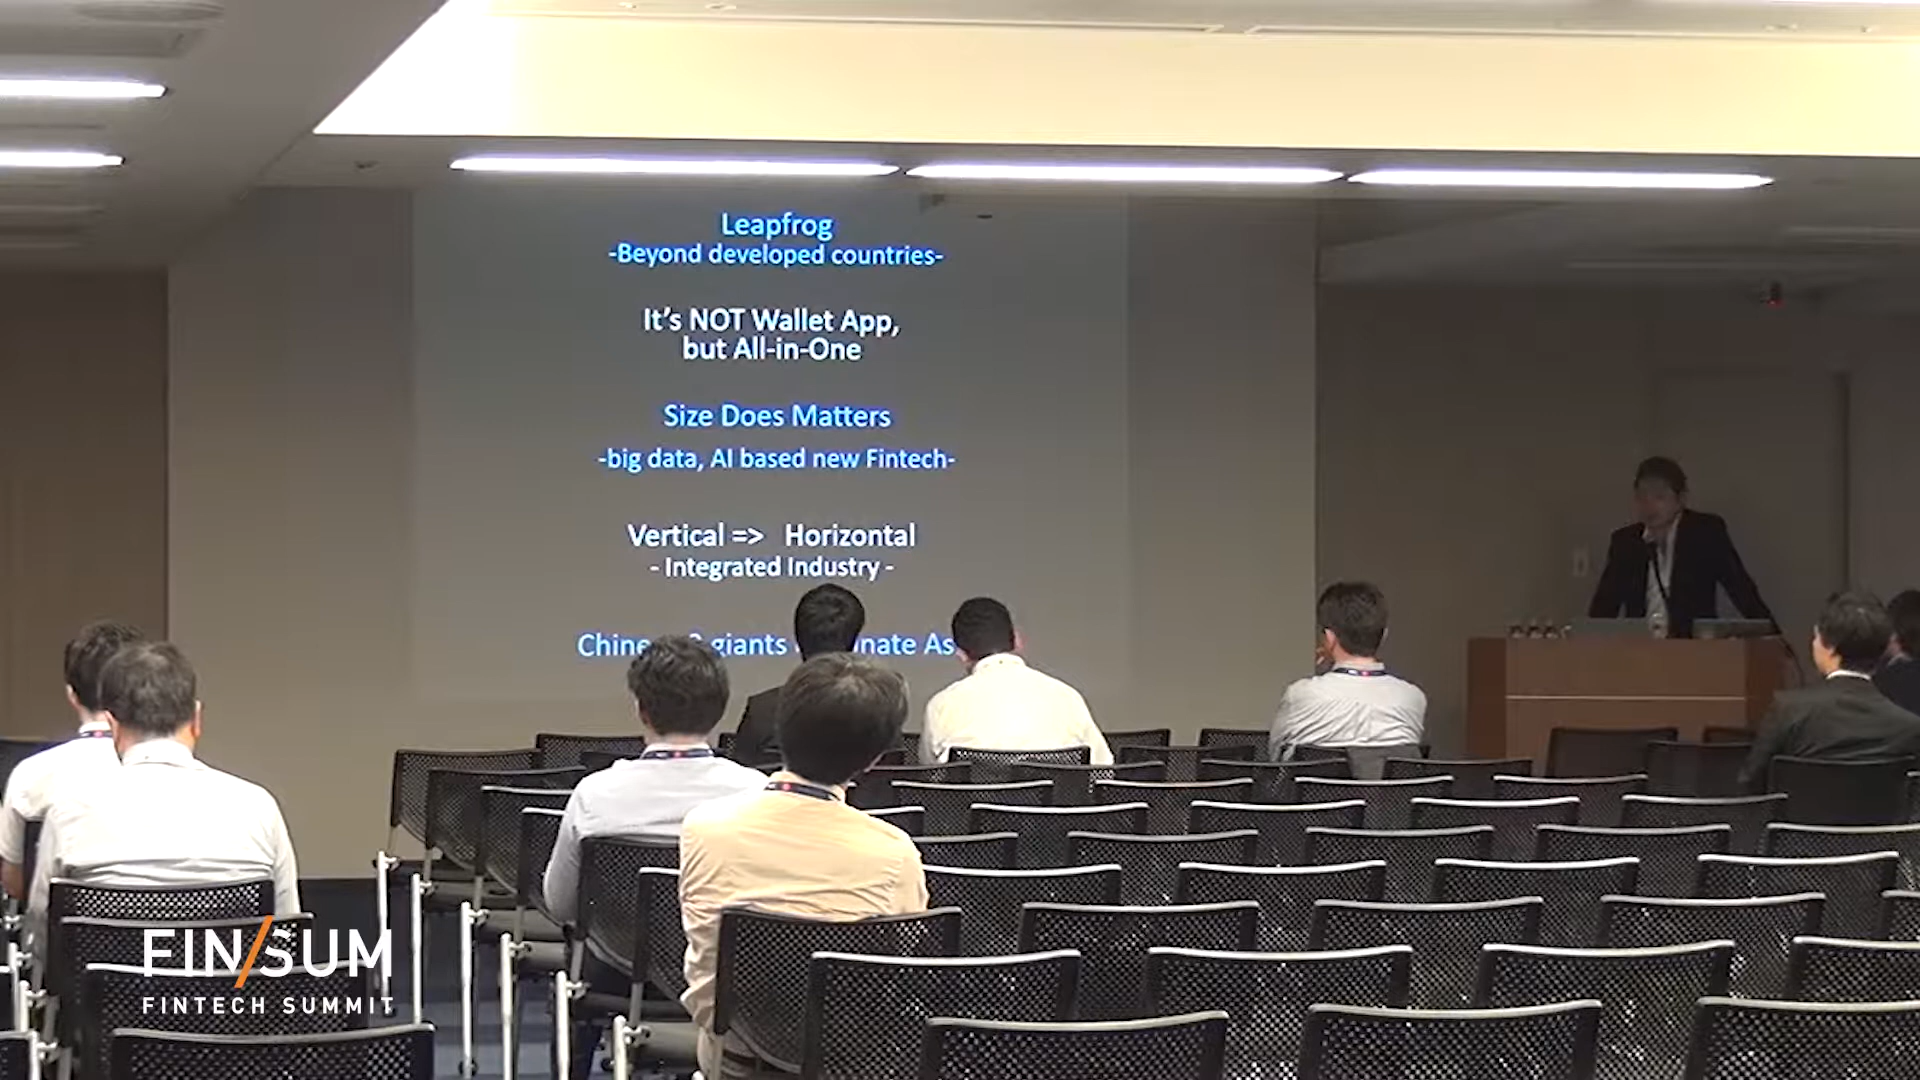 Leapfrog
-Beyond developed countries-
It's NOT Wallet App,
but All-in-One
Size Does Matters
-big data, AI based new Fintech-
Vertical => Horizontal
- Integrated Industry -
giants
FIN/SUM
FINTECH SUMMIT